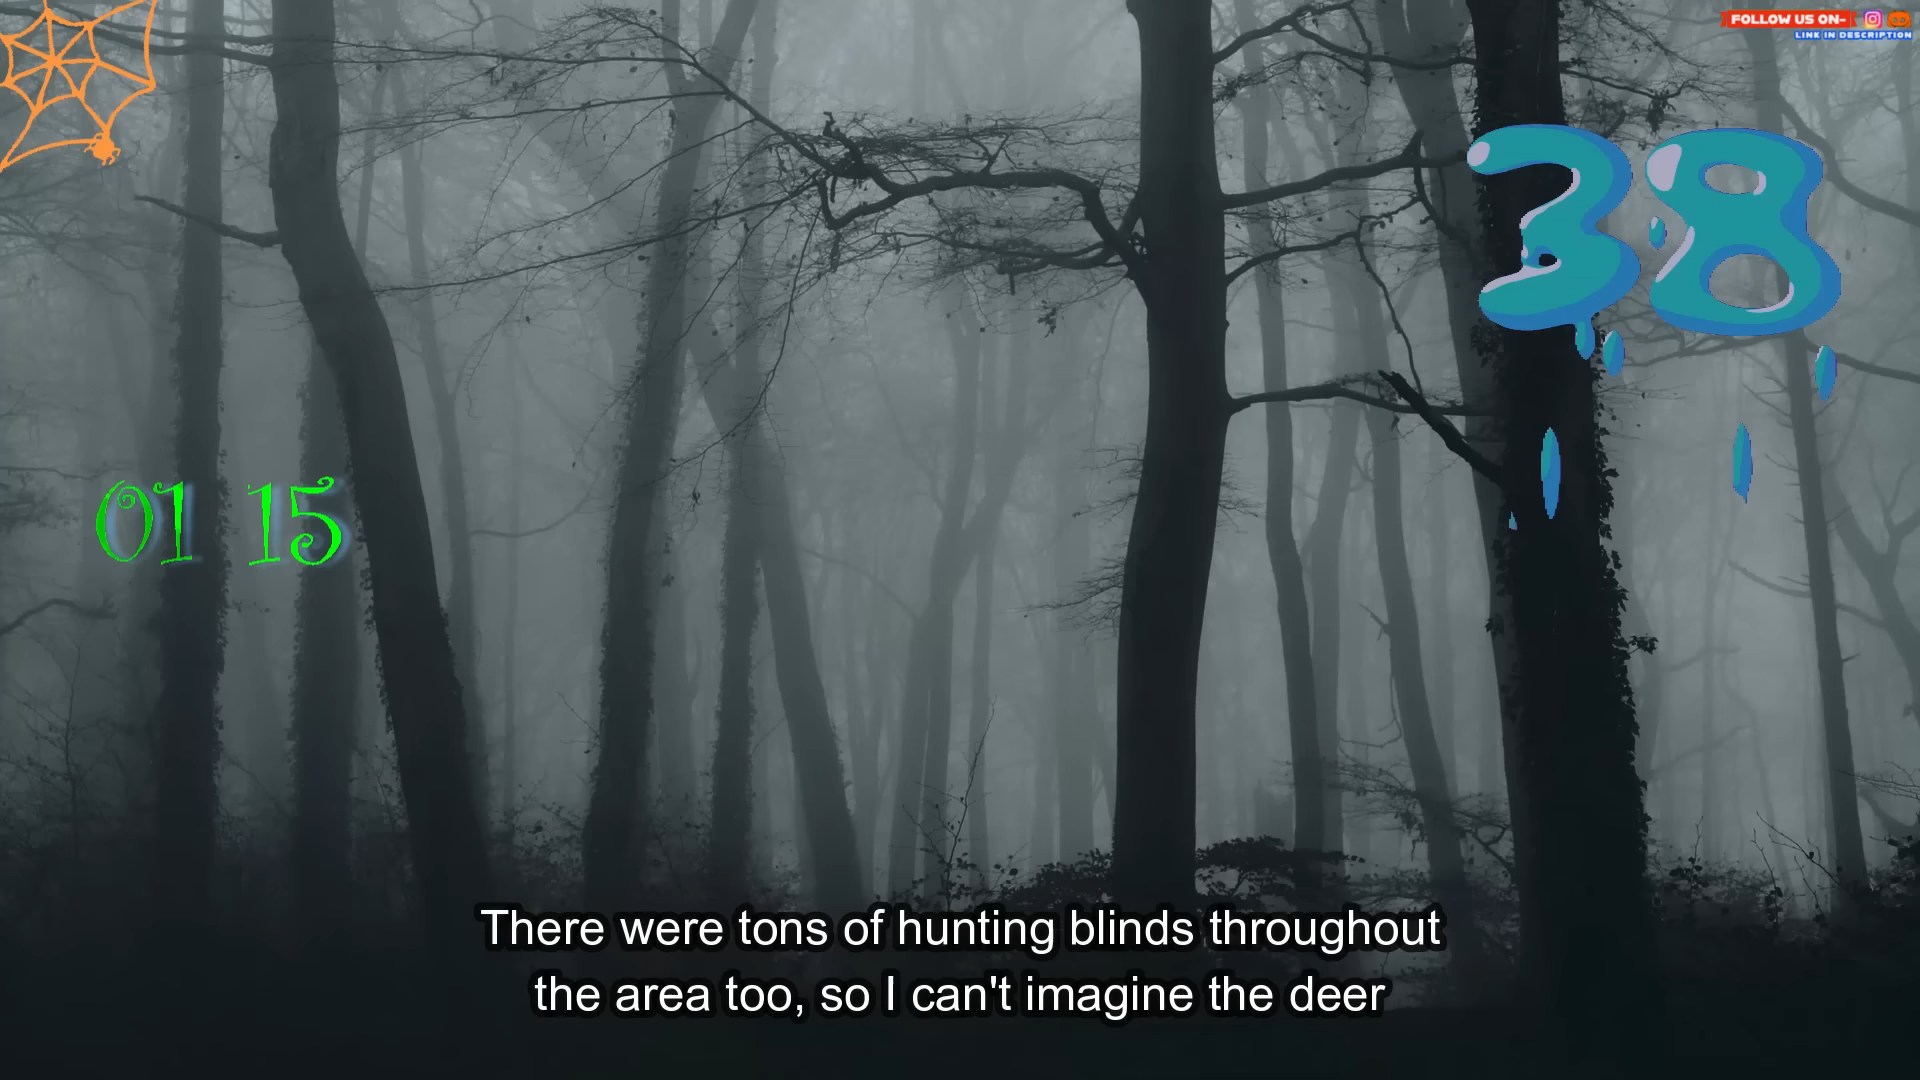 FOLLOW US ON-
LINK IN DESCRIPTION
38
01 15
There were tons of hunting blinds throughout
the area too, so I can't imagine the deer